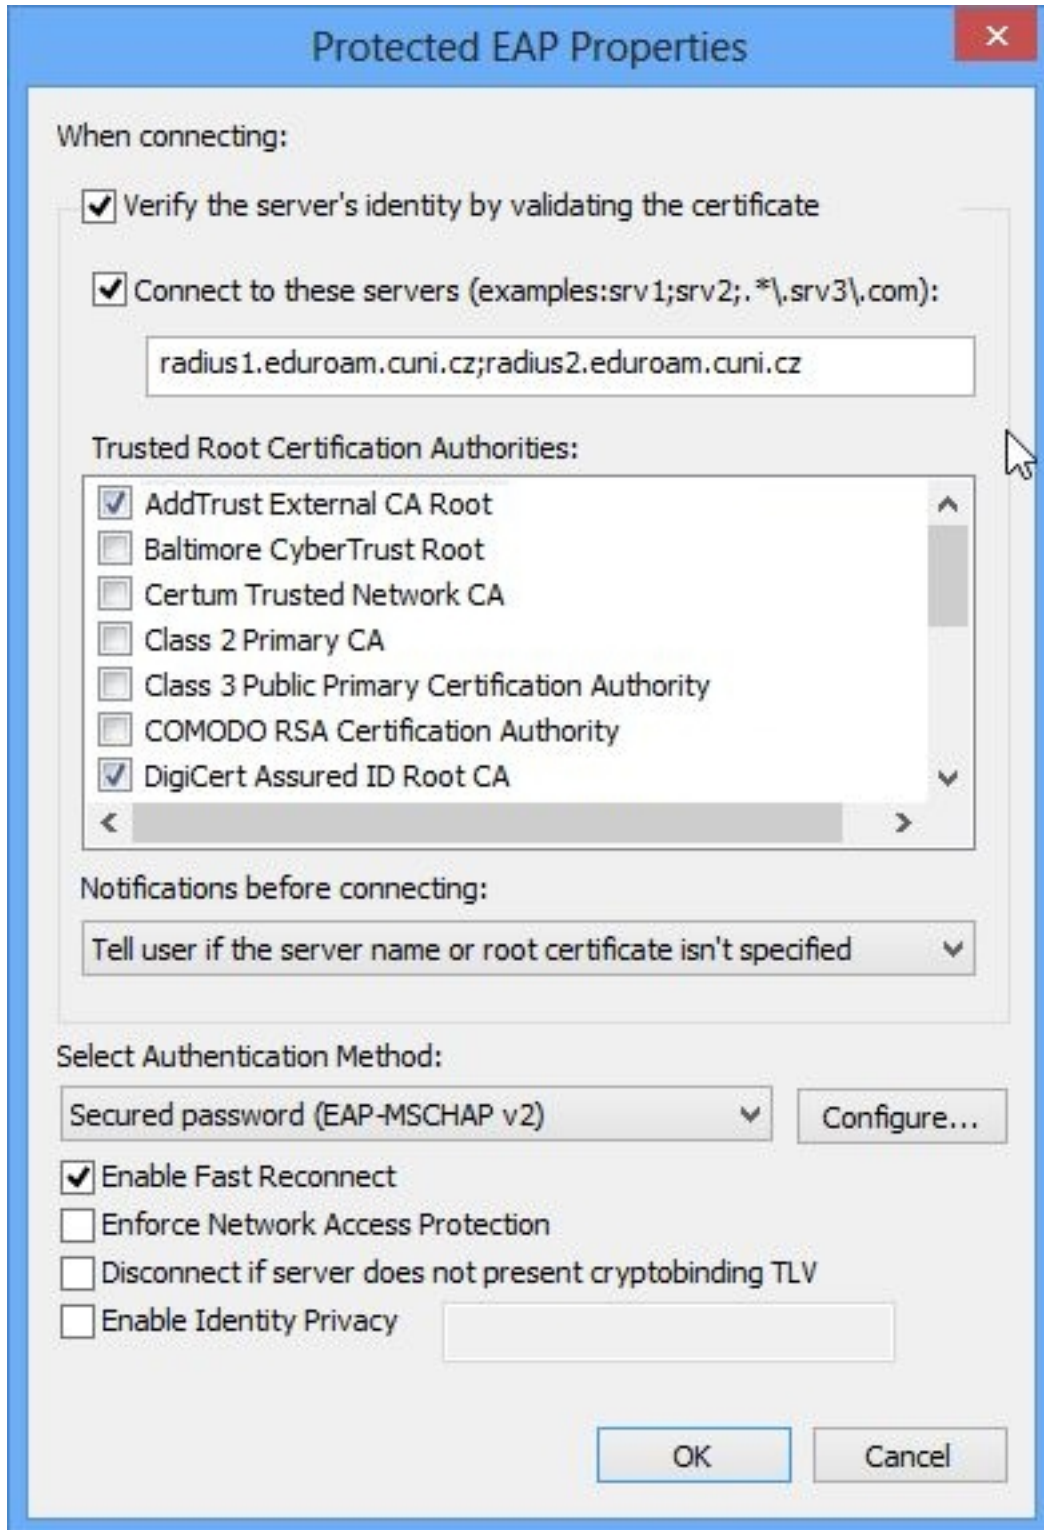 Protected EAP Properties
When connecting:
Verify the server's identity by validating the certificate
Connect to these servers (examples:srv1;srv2;.*\.srv3\.com):
radius1.eduroam.cuni.cz;radius2.eduroam.cuni.cz
Trusted Root Certification Authorities:
AddTrust External CA Root
Baltimore CyberTrust Root
Certum Trusted Network CA
Class 2 Primary CA
Class 3 Public Primary Certification Authority
COMODO RSA Certification Authority
DigiCert Assured ID Root CA
Notifications before connecting:
Tell user if the server name or root certificate isn't specified
Select Authentication Method:
Secured password (EAP-MSCHAP v2)
Configure...
Enable Fast Reconnect
Enforce Network Access Protection
Disconnect if server does not present cryptobinding TLV
Enable Identity Privacy
OK
Cancel